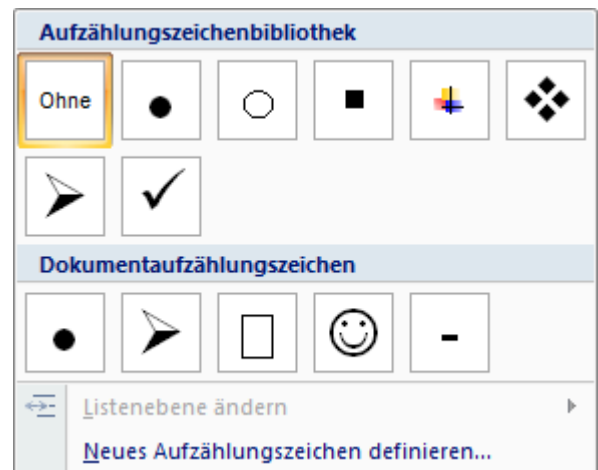 Aufzählungszeichenbibliothek
Ohne
Dokumentaufzählungszeichen
Listenebene ändern
Neues Aufzählungszeichen definieren...